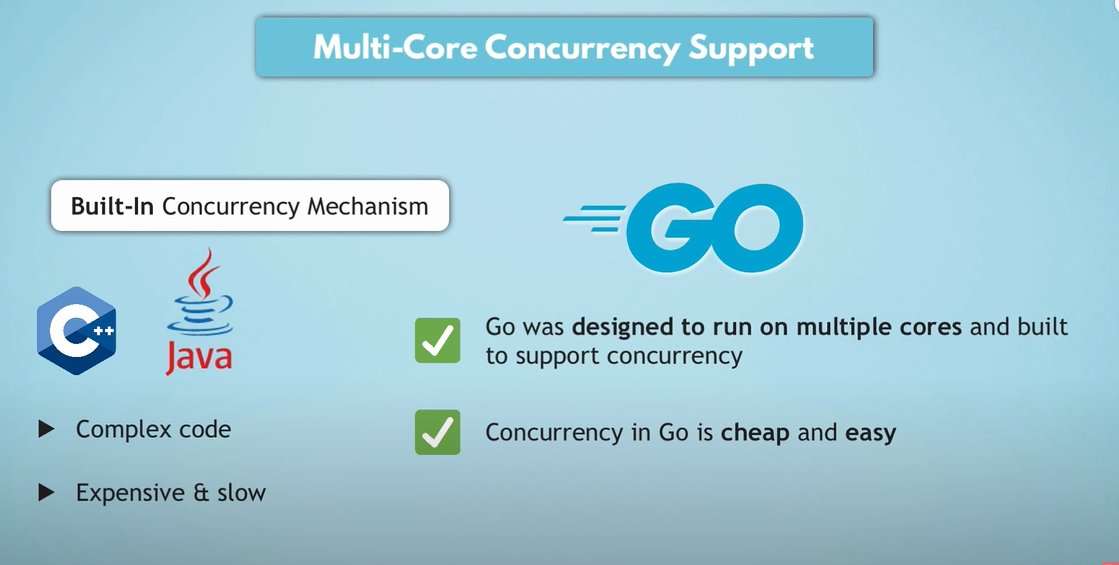 Multi-Core Concurrency Support
Built-In Concurrency Mechanism
GO
C++
Java
Go was designed to run on multiple cores and built
to support concurrency
Complex code
Concurrency in Go is cheap and easy
Expensive & slow